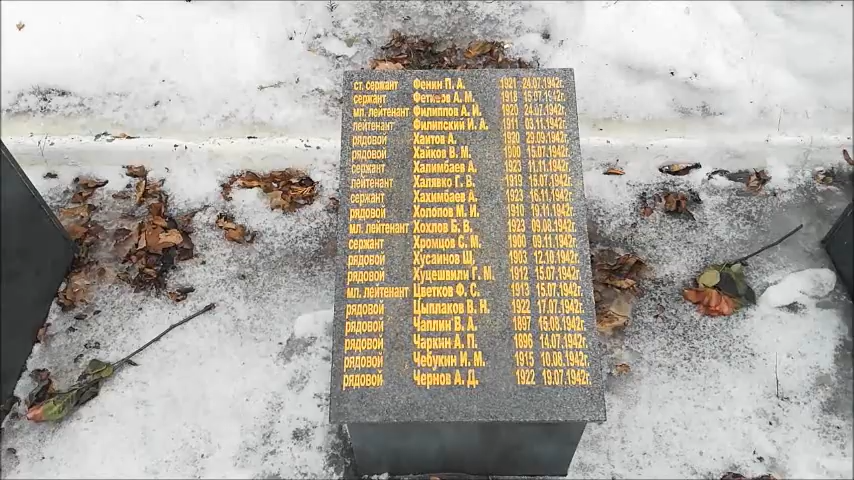 ст. сержант Фенин П. А. 1921 24.07.1942г.
сержант Фетисов А. М. 1918 15.07.1942г.
мл. лейтенант Филиппов А. И. 1920 24.07.1942г.
лейтенант Филипский И. А. 1911 03.11.1942г.
рядовой Хаитов А. 1920 29.09.1942г.
рядовой Хайков В. М. 1900 15.07.1942г.
сержант Халимбаев А. 1923 11.11.1942г.
лейтенант Халявко Г. В. 1913 15.07.1942г.
сержант Хахимбаев А. 1923 16.11.1942г.
рядовой Холопов М. И. 1910 19.11.1942г.
мл. лейтенант Хохлов Б. В. 1923 09.08.1942г.
сержант Хромцов С. М. 1900 09.11.1942г.
рядовой Хусаинов Ш. 1903 12.10.1942г.
рядовой Хуцешвили Г. М. 1912 15.07.1942г.
мл. лейтенант Цветков Ф. С. 1913 15.07.1942г.
рядовой Цыплаков В. Н. 1922 17.07.1942г.
рядовой Чаплин В. А. 1897 15.08.1942г.
рядовой Чаркин А. П. 1896 14.07.1942г.
рядовой Чебукин И. М. 1915 10.08.1942г.
рядовой Чернов А. Д. 1922 19.07.1942г.